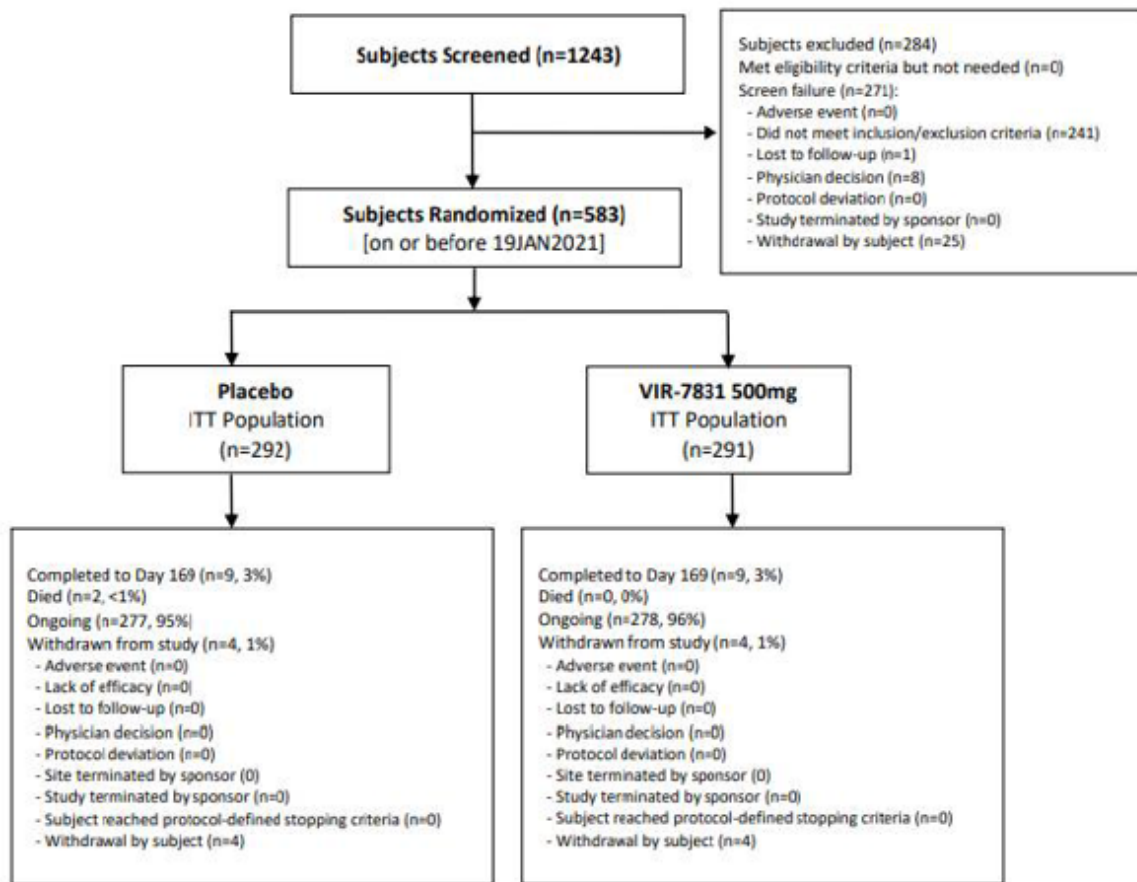 Subjects Screened (n=1243)
Subjects excluded (n=284)
Met eligibility criteria but not needed (n=0)
Screen failure (n=271):
- Adverse event (n=0)
- Did not meet inclusion/exclusion criteria (n=241)
- Lost to follow-up (n=1)
- Physician decision (n=8)
- Protocol deviation (n=0)
- Study terminated by sponsor (n=0)
- Withdrawal by subject (n=25)
Subjects Randomized (n=583)
[on or before 19JAN2021]
Placebo
ITT Population
(n=292)
VIR-7831 500mg
ITT Population
(n=291)
Completed to Day 169 (n=9, 3%)
Died (n=2, <1%)
Ongoing (n=277, 95%|
Withdrawn from study (n=4, 1%)
- Adverse event (n=0)
- Lack of efficacy (n=0|
- Lost to follow-up (n=0)
- Physician decision (n=0)
- Protocol deviation (n=0)
- Site terminated by sponsor (0)
- Study terminated by sponsor (n=0)
- Subject reached protocol-defined stopping criteria (n=0)
- Withdrawal by subject (n=4)
Completed to Day 169 (n=9, 3%)
Died (n=0, 0%)
Ongoing (n=278, 96%)
Withdrawn from study (n=4, 1%)
- Adverse event (n=0)
- Lack of efficacy (n=0)
- Lost to follow-up (n=0)
- Physician decision (n=0)
- Protocol deviation (n=0)
- Site terminated by sponsor (0)
- Study terminated by sponsor (n=0)
- Subject reached protocol-defined stopping criteria (n=0)
- Withdrawal by subject (n=4)